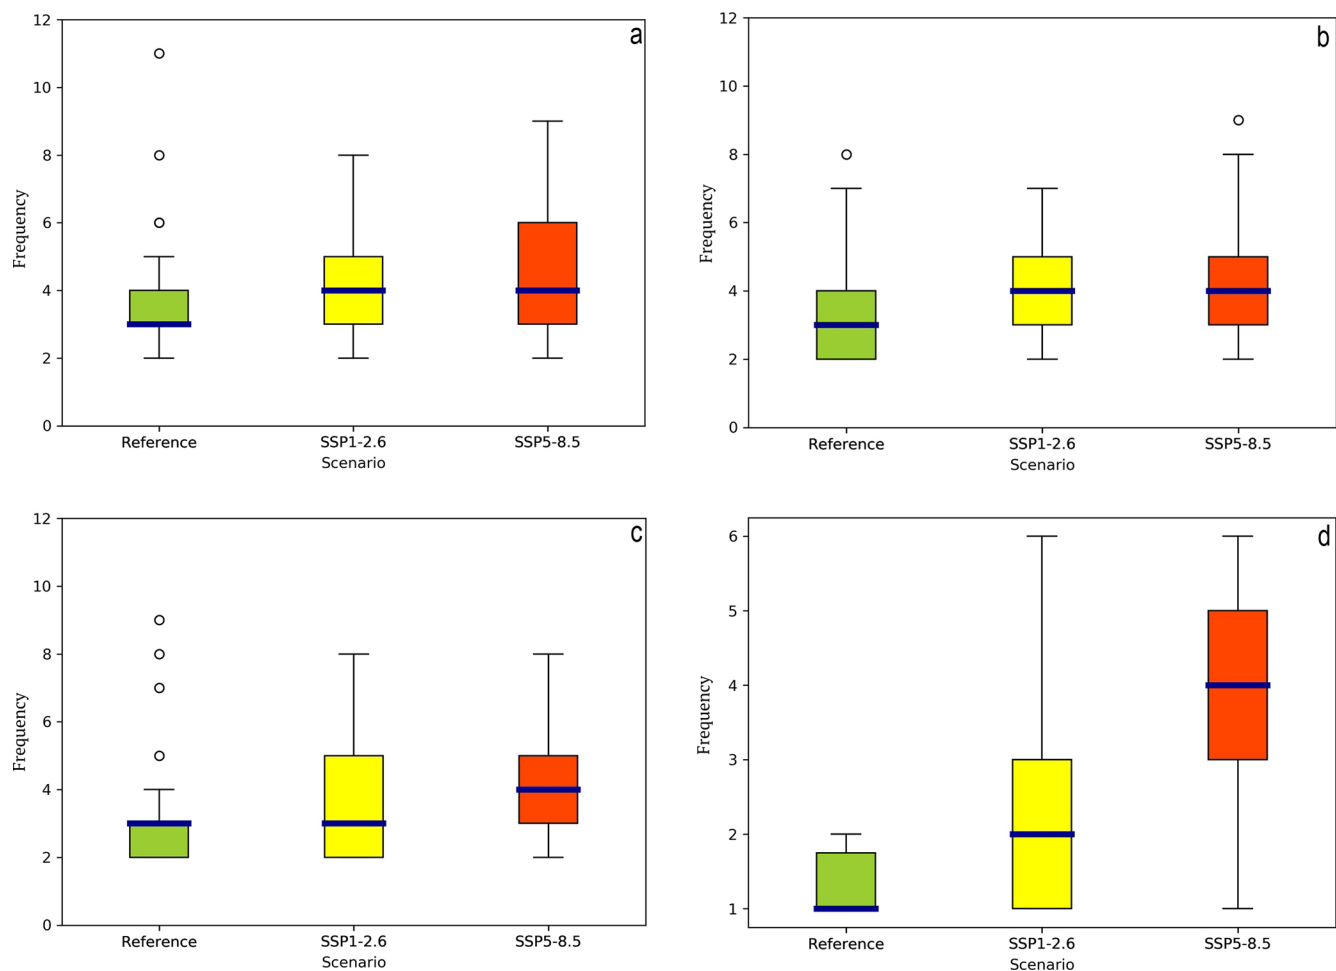 a
12
10
8
6
4
2
0
Frequency
Reference
SSP1-2.6
SSP5-8.5
Scenario
b
12
10
8
6
4
2
0
Frequency
Reference
SSP1-2.6
SSP5-8.5
Scenario
c
12
10
8
6
4
2
0
Frequency
Reference
SSP1-2.6
SSP5-8.5
Scenario
d
6
5
4
3
2
1
Frequency
Reference
SSP1-2.6
SSP5-8.5
Scenario